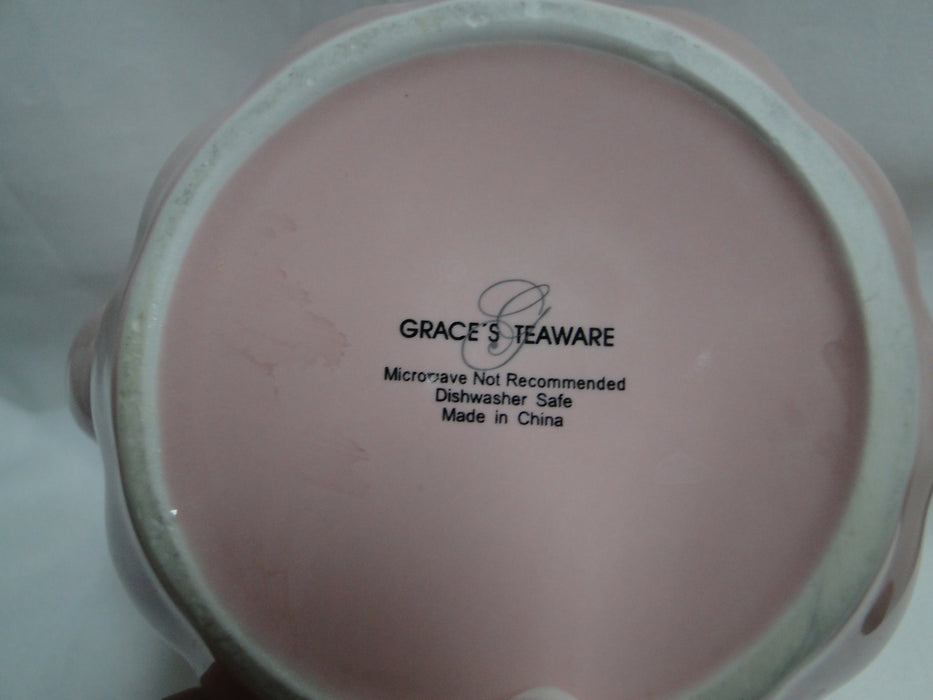 G
GRACE´S TEAWARE
Microwave Not Recommended
Dishwasher Safe
Made in China